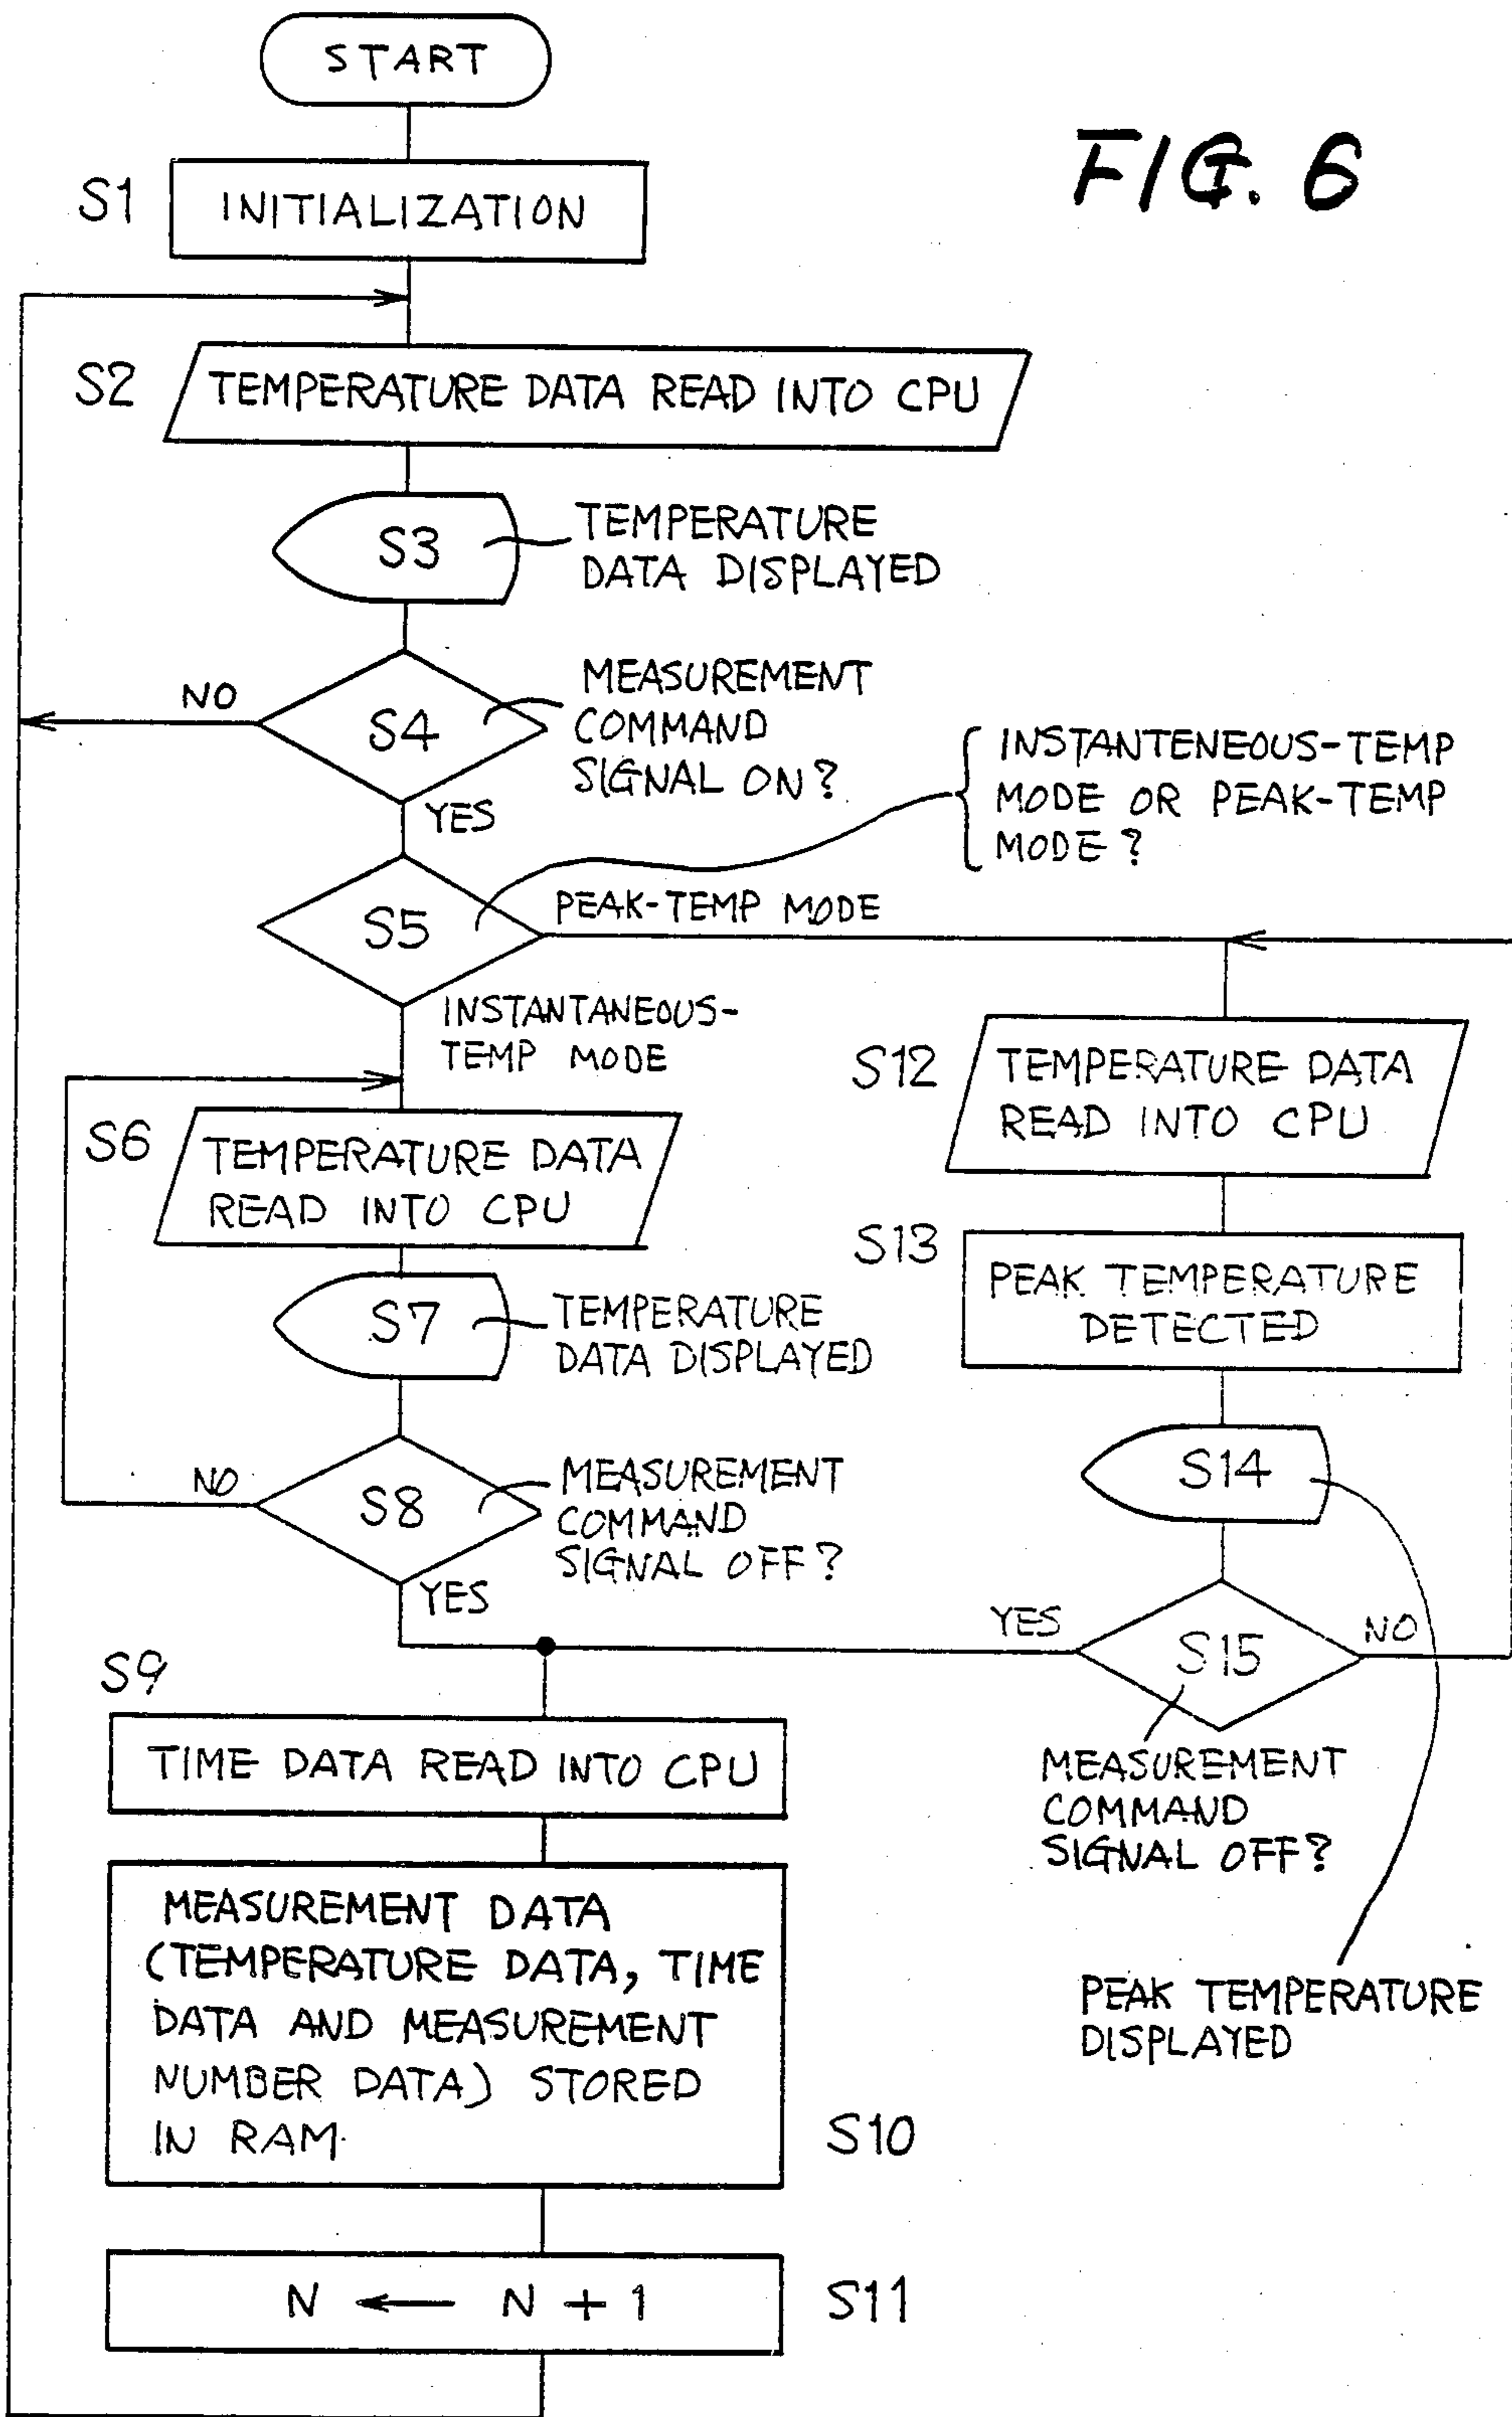 START
FIG. 6
S1
INITIALIZATION
S2
TEMPERATURE DATA READ INTO CPU
S3
TEMPERATURE
DATA DISPLAYED
S4
NO
MEASUREMENT
COMMAND
SIGNAL ON?
YES
INSTANTENEOUS-TEMP
MODE OR PEAK-TEMP
MODE?
S5
PEAK-TEMP MODE
INSTANTANEOUS-
TEMP MODE
S6
TEMPERATURE DATA
READ INTO CPU
S7
TEMPERATURE
DATA DISPLAYED
S8
NO
MEASUREMENT
COMMAND
SIGNAL OFF?
YES
S12
TEMPERATURE DATA
READ INTO CPU
S13
PEAK TEMPERATURE
DETECTED
S14
S15
YES
NO
MEASUREMENT
COMMAND
SIGNAL OFF?
PEAK TEMPERATURE
DISPLAYED
S9
TIME DATA READ INTO CPU
MEASUREMENT DATA
(TEMPERATURE DATA, TIME
DATA AND MEASUREMENT
NUMBER DATA) STORED
IN RAM
S10
N ← N + 1
S11